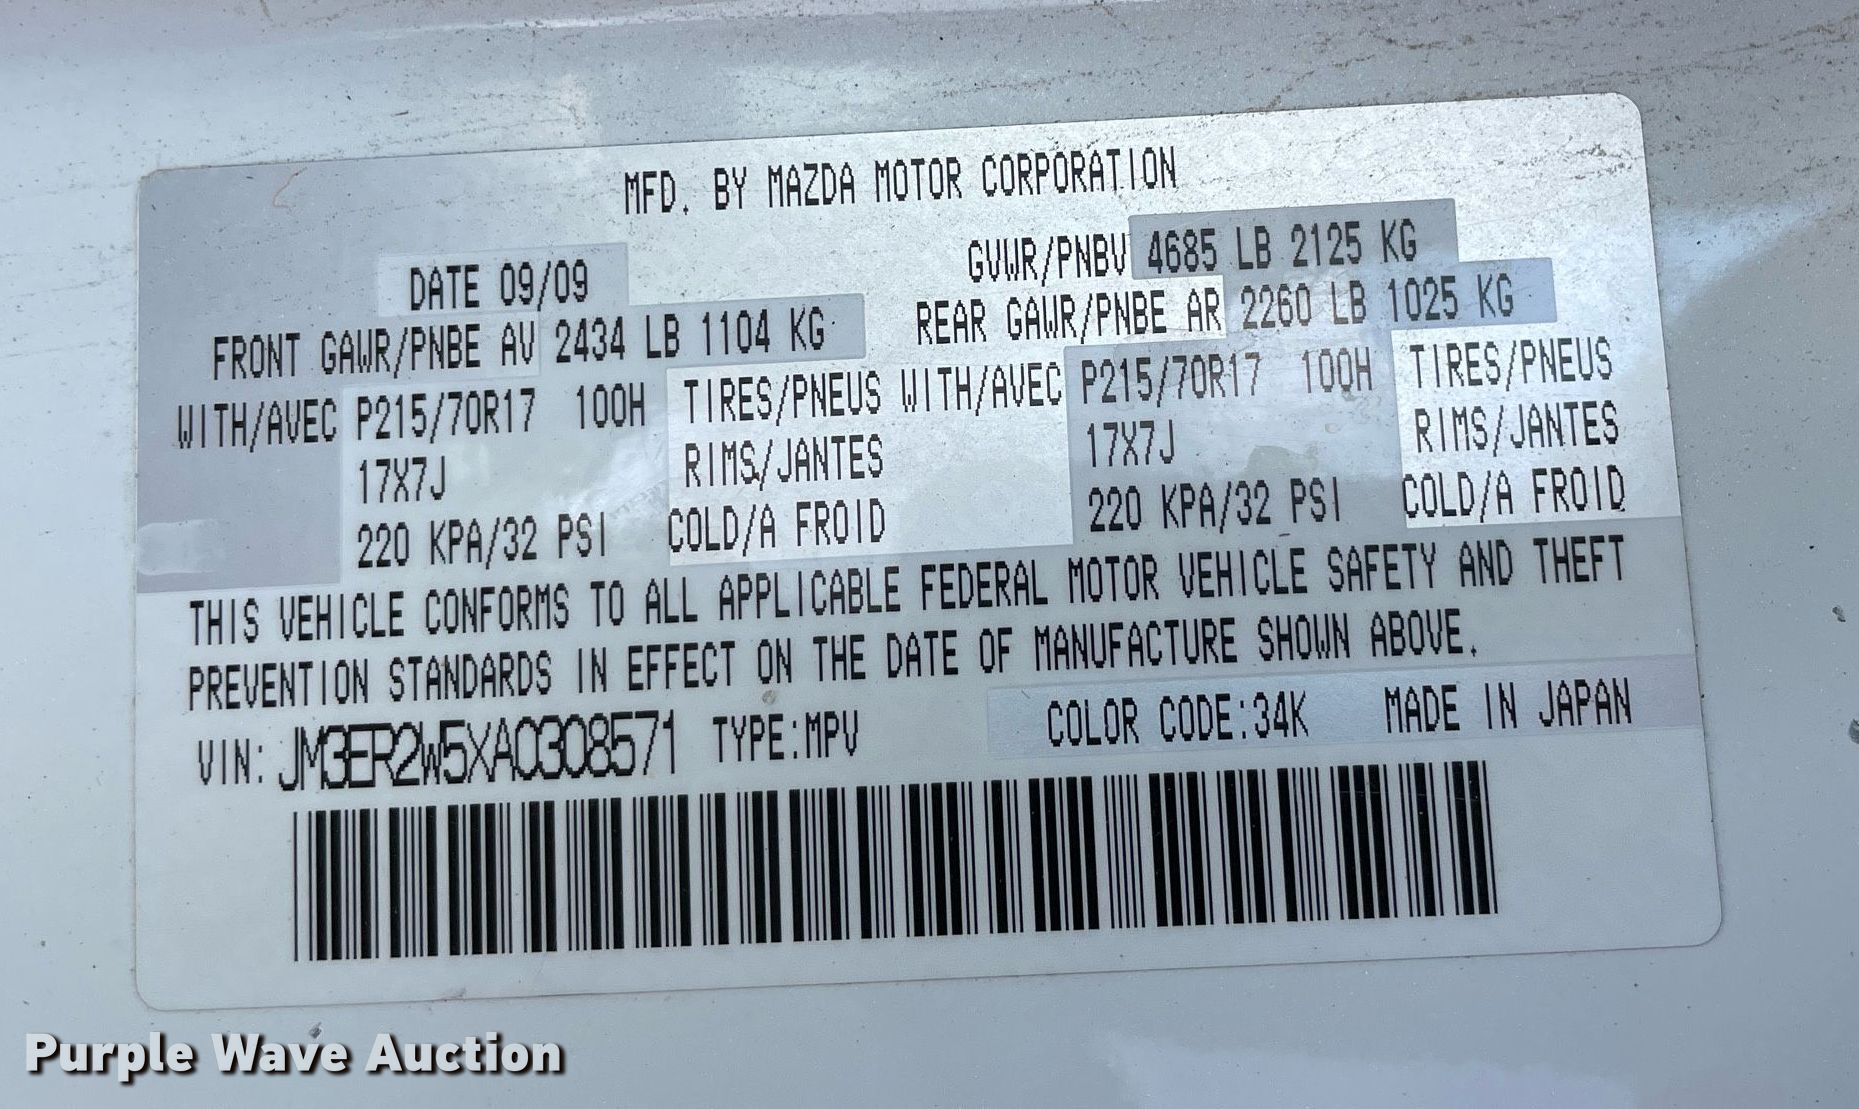 MFD. BY MAZDA MOTOR CORPORATION
DATE 09/09 GVWR/PNBV 4685 LB 2125 KG
FRONT GAWR/PNBE AV 2434 LB 1104 KG REAR GAWR/PNBE AR 2260 LB 1025 KG
WITH/AVEC P215/70R17 100H TIRES/PNEUS WITH/AVEC P215/70R17 100H TIRES/PNEUS
17X7J RIMS/JANTES 17X7J RIMS/JANTES
220 KPA/32 PSI COLD/A FROID 220 KPA/32 PSI COLD/A FROID
THIS VEHICLE CONFORMS TO ALL APPLICABLE FEDERAL MOTOR VEHICLE SAFETY AND THEFT
PREVENTION STANDARDS IN EFFECT ON THE DATE OF MANUFACTURE SHOWN ABOVE.
VIN: JM3ER2W5XA0308571 TYPE:MPV COLOR CODE:34K MADE IN JAPAN
Purple Wave Auction